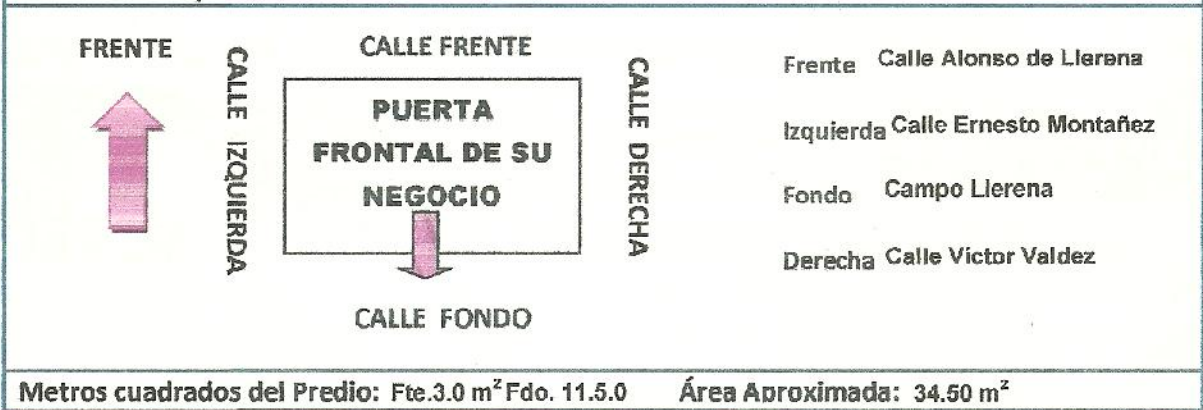 FRENTE
CALLE IZQUIERDA
CALLE FRENTE
PUERTA
FRONTAL DE SU
NEGOCIO
CALLE DERECHA
CALLE FONDO
Frente Calle Alonso de Llerena
Izquierda Calle Ernesto Montañez
Fondo Campo Llerena
Derecha Calle Víctor Valdez
Metros cuadrados del Predio: Fte.3.0 m² Fdo. 11.5.0 Área Aproximada: 34.50 m²